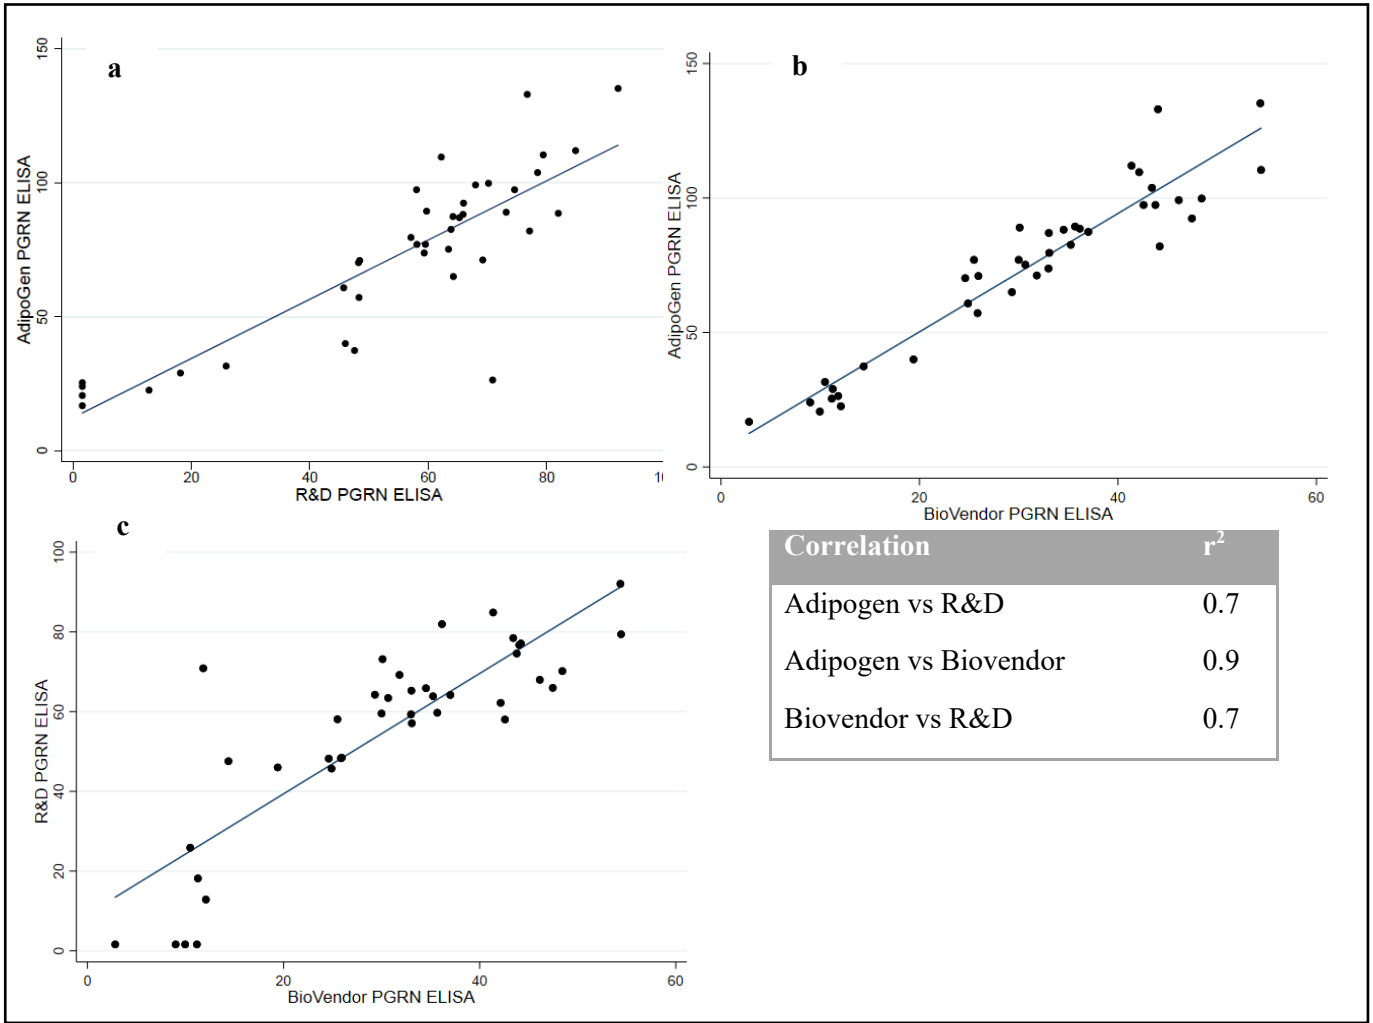 a
150
100
50
0
AdipoGen PGRN ELISA
0 20 40 60 80 1
R&D PGRN ELISA
b
150
100
50
0
AdipoGen PGRN ELISA
0 20 40 60
BioVendor PGRN ELISA
c
100
80
60
40
20
0
R&D PGRN ELISA
0 20 40 60
BioVendor PGRN ELISA
Correlation r²
Adipogen vs R&D 0.7
Adipogen vs Biovendor 0.9
Biovendor vs R&D 0.7